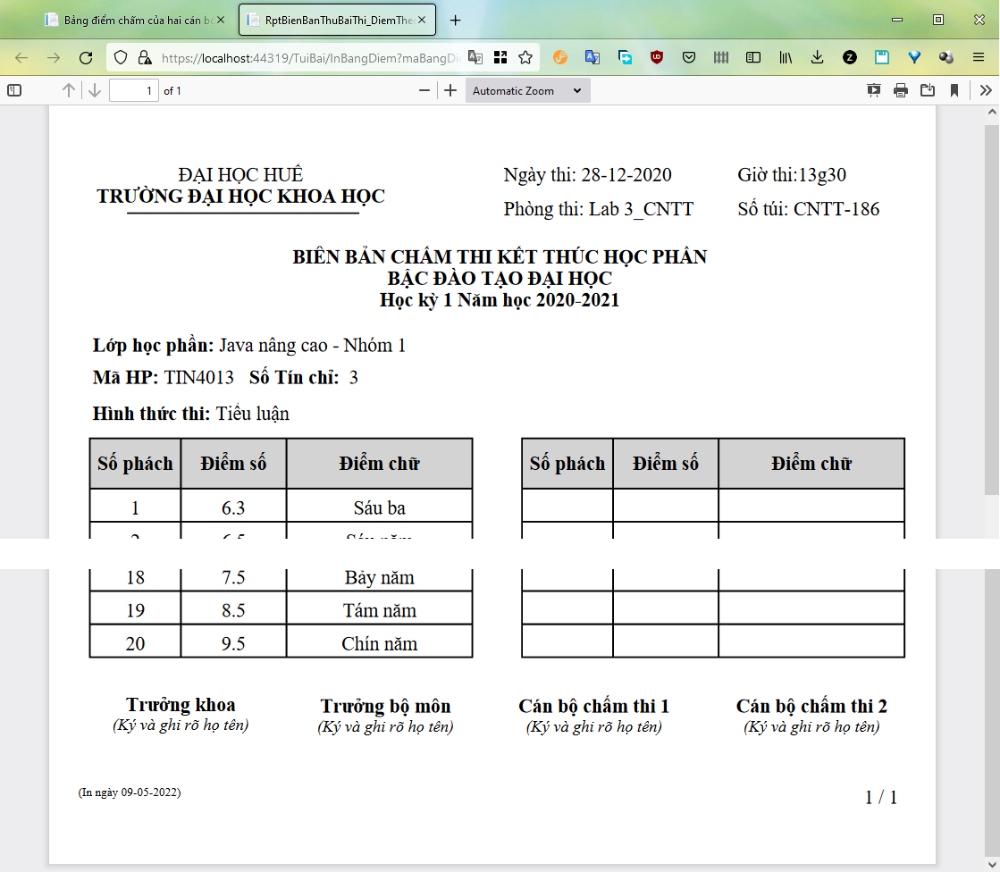 Bảng điểm chấm của hai cán bộ
RptBienBanThuBaiThi_DiemThe
https://localhost:44319/TuiBai/InBangDiem?maBangDi
1 of 1
Automatic Zoom
ĐẠI HỌC HUẾ
TRƯỜNG ĐẠI HỌC KHOA HỌC
Ngày thi: 28-12-2020 Giờ thi:13g30
Phòng thi: Lab 3_CNTT Số túi: CNTT-186
BIÊN BẢN CHẤM THI KẾT THÚC HỌC PHẦN
BẬC ĐÀO TẠO ĐẠI HỌC
Học kỳ 1 Năm học 2020-2021
Lớp học phần: Java nâng cao - Nhóm 1
Mã HP: TIN4013 Số Tín chỉ: 3
Hình thức thi: Tiểu luận
Số phách Điểm số Điểm chữ Số phách Điểm số Điểm chữ
1 6.3 Sáu ba
2 6.5 Sáu năm
18 7.5 Bảy năm
19 8.5 Tám năm
20 9.5 Chín năm
Trưởng khoa Trưởng bộ môn Cán bộ chấm thi 1 Cán bộ chấm thi 2
(Ký và ghi rõ họ tên) (Ký và ghi rõ họ tên) (Ký và ghi rõ họ tên) (Ký và ghi rõ họ tên)
(In ngày 09-05-2022)
1 / 1